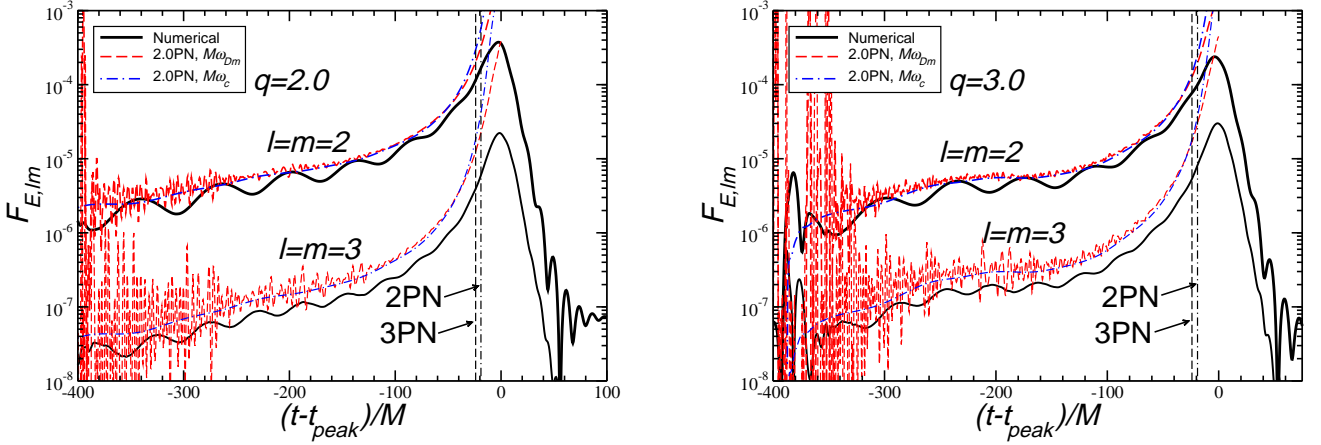 10^-3
10^-4
10^-5
10^-6
10^-7
10^-8
F_E,lm
Numerical
2.0PN, Mω_Dm
2.0PN, Mω_c
q=2.0
l=m=2
l=m=3
2PN
3PN
-400 -300 -200 -100 0 100
(t-t_peak)/M
10^-3
10^-4
10^-5
10^-6
10^-7
10^-8
F_E,lm
Numerical
2.0PN, Mω_Dm
2.0PN, Mω_c
q=3.0
l=m=2
l=m=3
2PN
3PN
-400 -300 -200 -100 0
(t-t_peak)/M